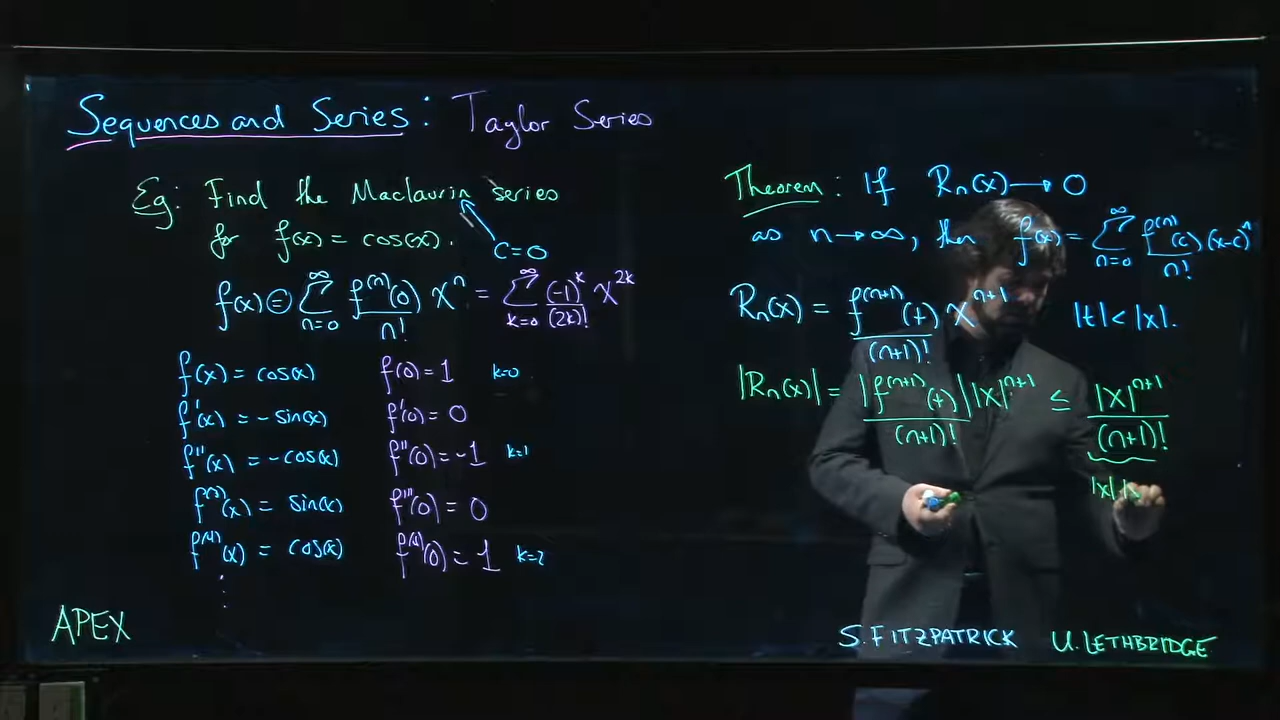 Sequences and Series: Taylor Series
Eg: Find the Maclaurin series
for f(x) = cos(x).
C=0
f(x) = ∑_{n=0}^{∞} f^{(n)}(0)/n! x^n = ∑_{k=0}^{∞} (-1)^k/(2k)! x^{2k}
f(x) = cos(x) f(0) = 1 k=0
f'(x) = -sin(x) f'(0) = 0
f''(x) = -cos(x) f''(0) = -1 k=1
f^{(3)}(x) = sin(x) f'''(0) = 0
f^{(4)}(x) = cos(x) f^{(4)}(0) = 1 k=2
⋮
APEX
Theorem: If R_n(x) → 0
as n→∞, then f(x) = ∑_{n=0}^{∞} f^{(n)}(c)/n! (x-c)^n
R_n(x) = f^{(n+1)}(t)/(n+1)! x^{n+1} |t| < |x|.
|R_n(x)| = |f^{(n+1)}(t)|/(n+1)! |x|^{n+1} ≤ |x|^{n+1}/(n+1)!
|x| |x
S. FITZPATRICK U. LETHBRIDGE